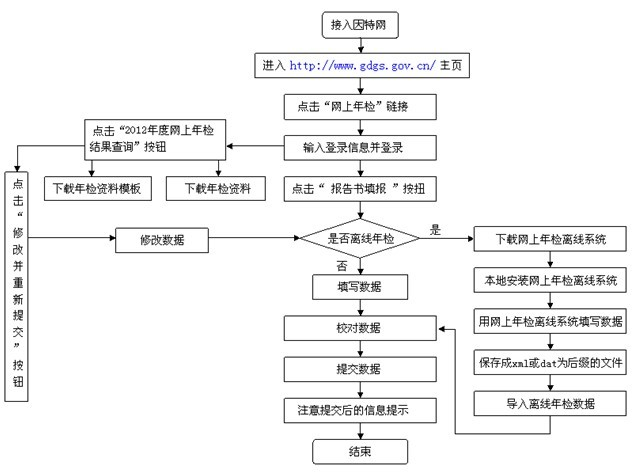 接入因特网
进入 http://www.gdgs.gov.cn/ 主页
点击“网上年检”链接
点击“2012年度网上年检
结果查询”按钮
输入登录信息并登录
下载年检资料模板
下载年检资料
点击“ 报告书填报 ”按扭
点击“修改并重新提交”按钮
修改数据
是否离线年检
是
下载网上年检离线系统
否
填写数据
本地安装网上年检离线系统
校对数据
用网上年检离线系统填写数据
提交数据
保存成xml或dat为后缀的文件
注意提交后的信息提示
导入离线年检数据
结束